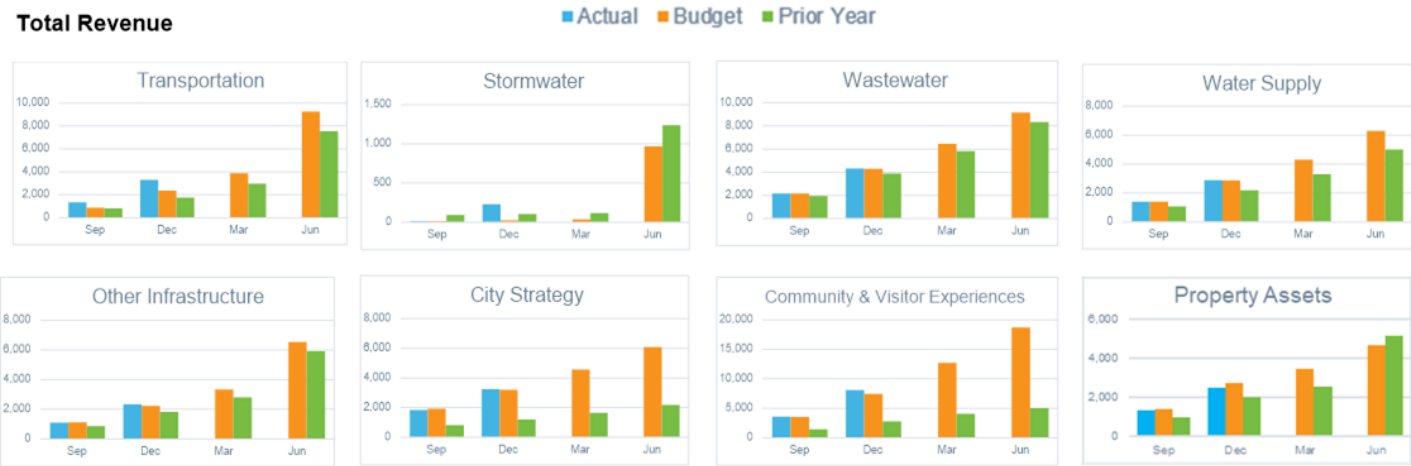 Total Revenue
Actual Budget Prior Year
Transportation
10,000
8,000
6,000
4,000
2,000
0
Sep Dec Mar Jun
Stormwater
1,500
1,000
500
0
Sep Dec Mar Jun
Wastewater
10,000
8,000
6,000
4,000
2,000
0
Sep Dec Mar Jun
Water Supply
8,000
6,000
4,000
2,000
0
Sep Dec Mar Jun
Other Infrastructure
8,000
6,000
4,000
2,000
0
Sep Dec Mar Jun
City Strategy
8,000
6,000
4,000
2,000
0
Sep Dec Mar Jun
Community & Visitor Experiences
20,000
15,000
10,000
5,000
0
Sep Dec Mar Jun
Property Assets
6,000
4,000
2,000
0
Sep Dec Mar Jun